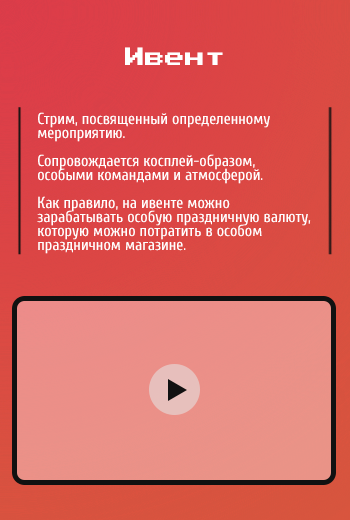 Ивент
Стрим, посвященный определенному
мероприятию.
Сопровождается косплей-образом,
особыми командами и атмосферой.
Как правило, на ивенте можно
зарабатывать особую праздничную валюту,
которую можно потратить в особом
праздничном магазине.